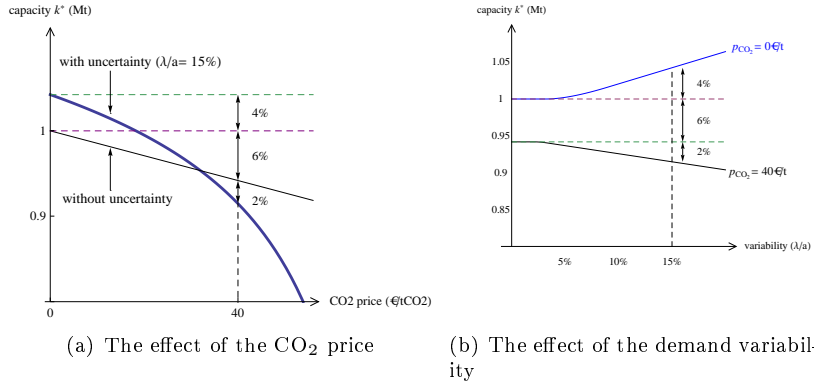 capacity k* (Mt)
with uncertainty (λ/a= 15%)
4%
1
6%
without uncertainty
2%
0.9
CO2 price (€/tCO2)
0
40
(a) The effect of the CO₂ price
capacity k* (Mt)
pCO₂= 0€/t
1.05
4%
1
6%
0.95
2%
0.9
pCO₂= 40€/t
0.85
variability (λ/a)
5%
10%
15%
(b) The effect of the demand variabil-
ity